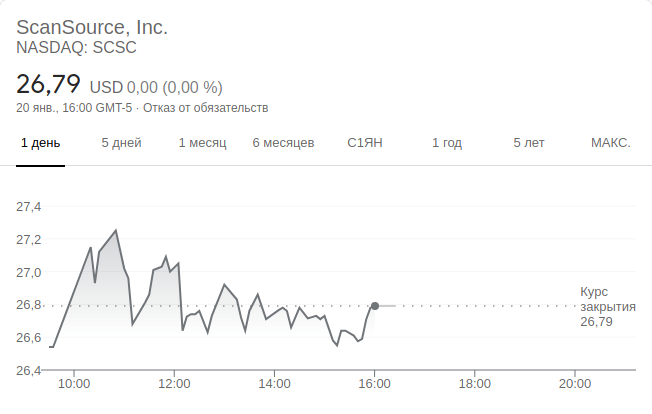 ScanSource, Inc.
NASDAQ: SCSC
26,79 USD 0,00 (0,00 %)
20 янв., 16:00 GMT-5 · Отказ от обязательств
1 день 5 дней 1 месяц 6 месяцев С1ЯН 1 год 5 лет МАКС.
27,4
27,2
27,0
26,8
26,6
26,4
Курс
закрытия
26,79
10:00 12:00 14:00 16:00 18:00 20:00